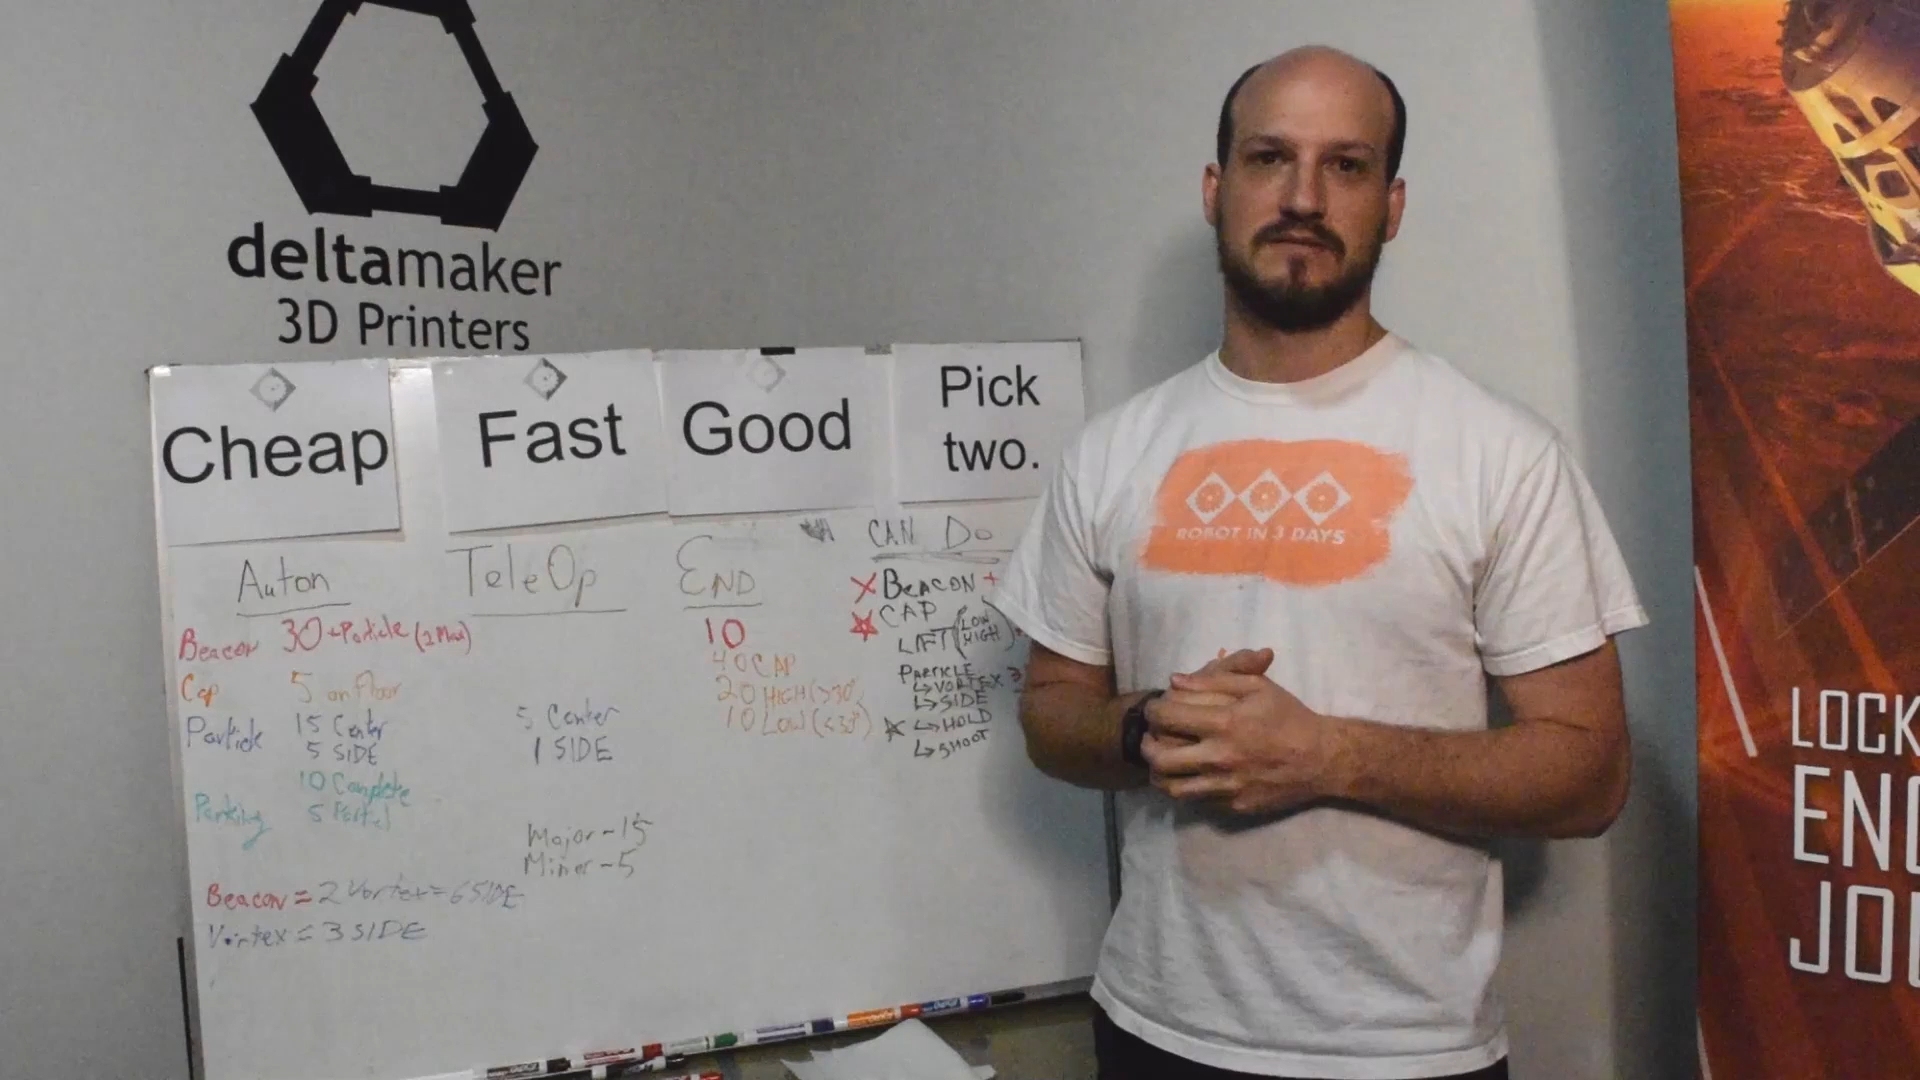 deltamaker
3D Printers
Cheap
Fast
Good
Pick
two.
Auton
TeleOp
END
CAN DO
Beacon 30 + Particle (2 Max)
10
X BEACON +
CAP
LIFT (LOW
HIGH)
Cap 5 on Floor
40 CAP
20 HIGH (>30")
10 LOW (<30")
Particle 15 Center
5 SIDE
5 Center
1 SIDE
PARTICLE
↳ VORTEX 3
↳ SIDE
↳ HOLD
↳ SHOOT
Parking 10 Complete
5 Partial
Major - 15
Minor - 5
Beacon = 2 Vortex = 6 SIDE
Vortex = 3 SIDE
ROBOT IN 3 DAYS
LOCK
ENG
JOU